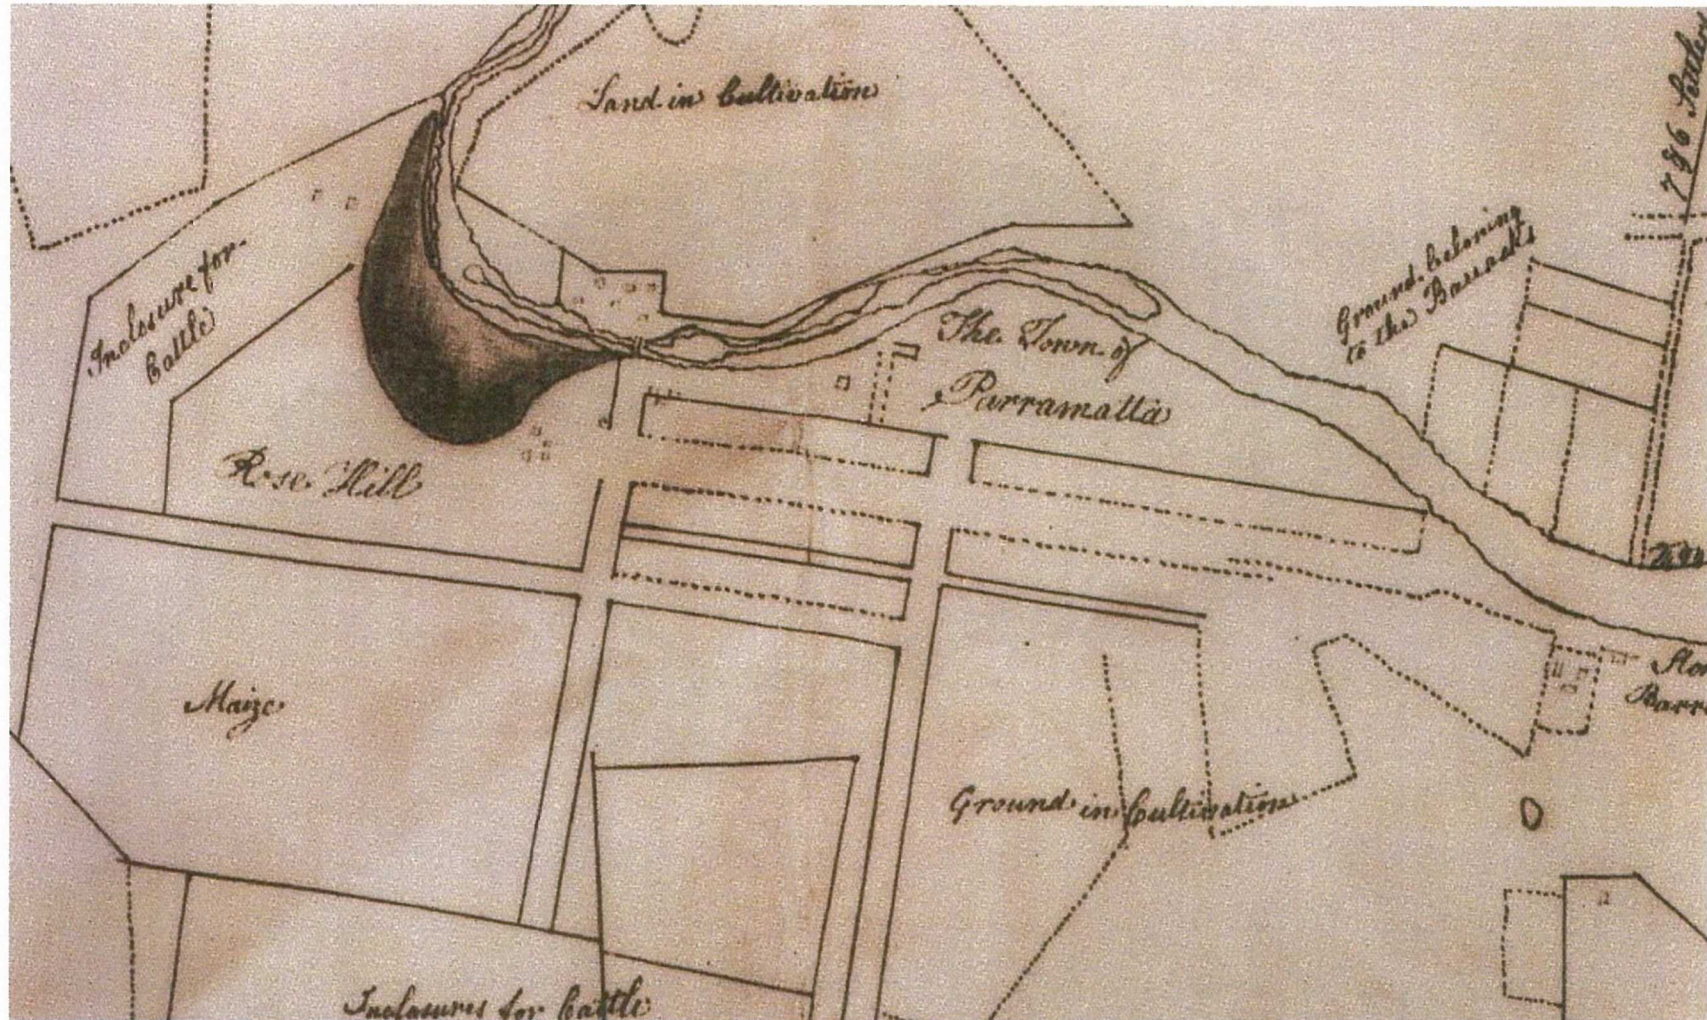 Land in Cultivation
Inclosure for
Cattle
Ground belonging
to the Barracks
The Town of
Parramatta
Rose Hill
Maize
Ground in Cultivation
Inclosures for Cattle